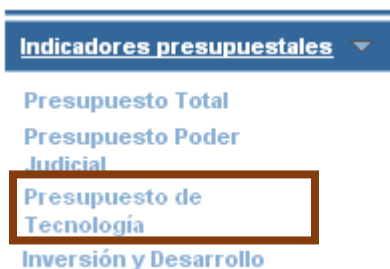 Indicadores presupuestales
Presupuesto Total
Presupuesto Poder
Judicial
Presupuesto de
Tecnología
Inversión y Desarrollo